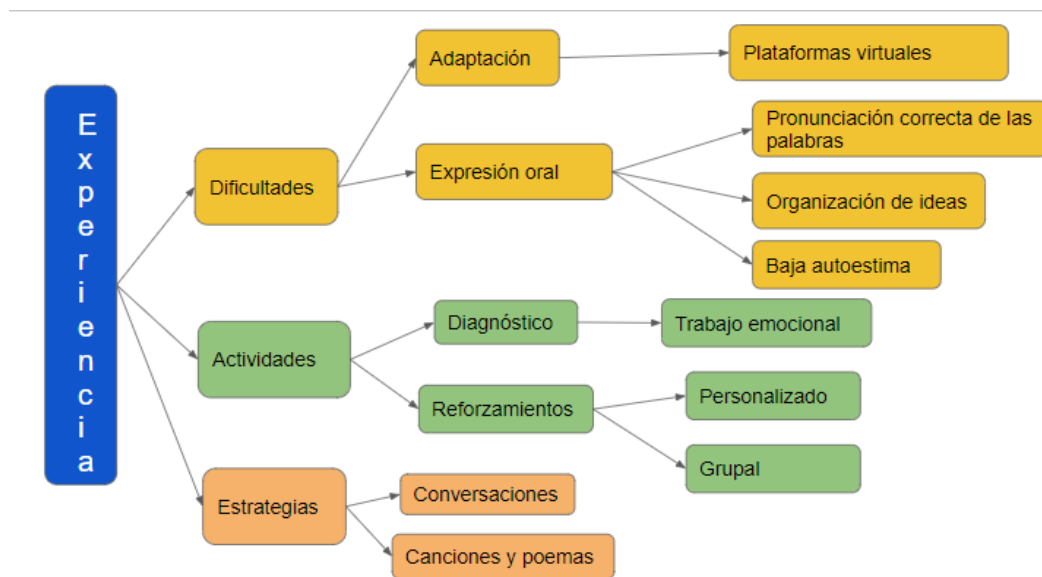 Experiencia
Dificultades
Adaptación
Plataformas virtuales
Expresión oral
Pronunciación correcta de las
palabras
Organización de ideas
Baja autoestima
Actividades
Diagnóstico
Trabajo emocional
Reforzamientos
Personalizado
Grupal
Estrategias
Conversaciones
Canciones y poemas